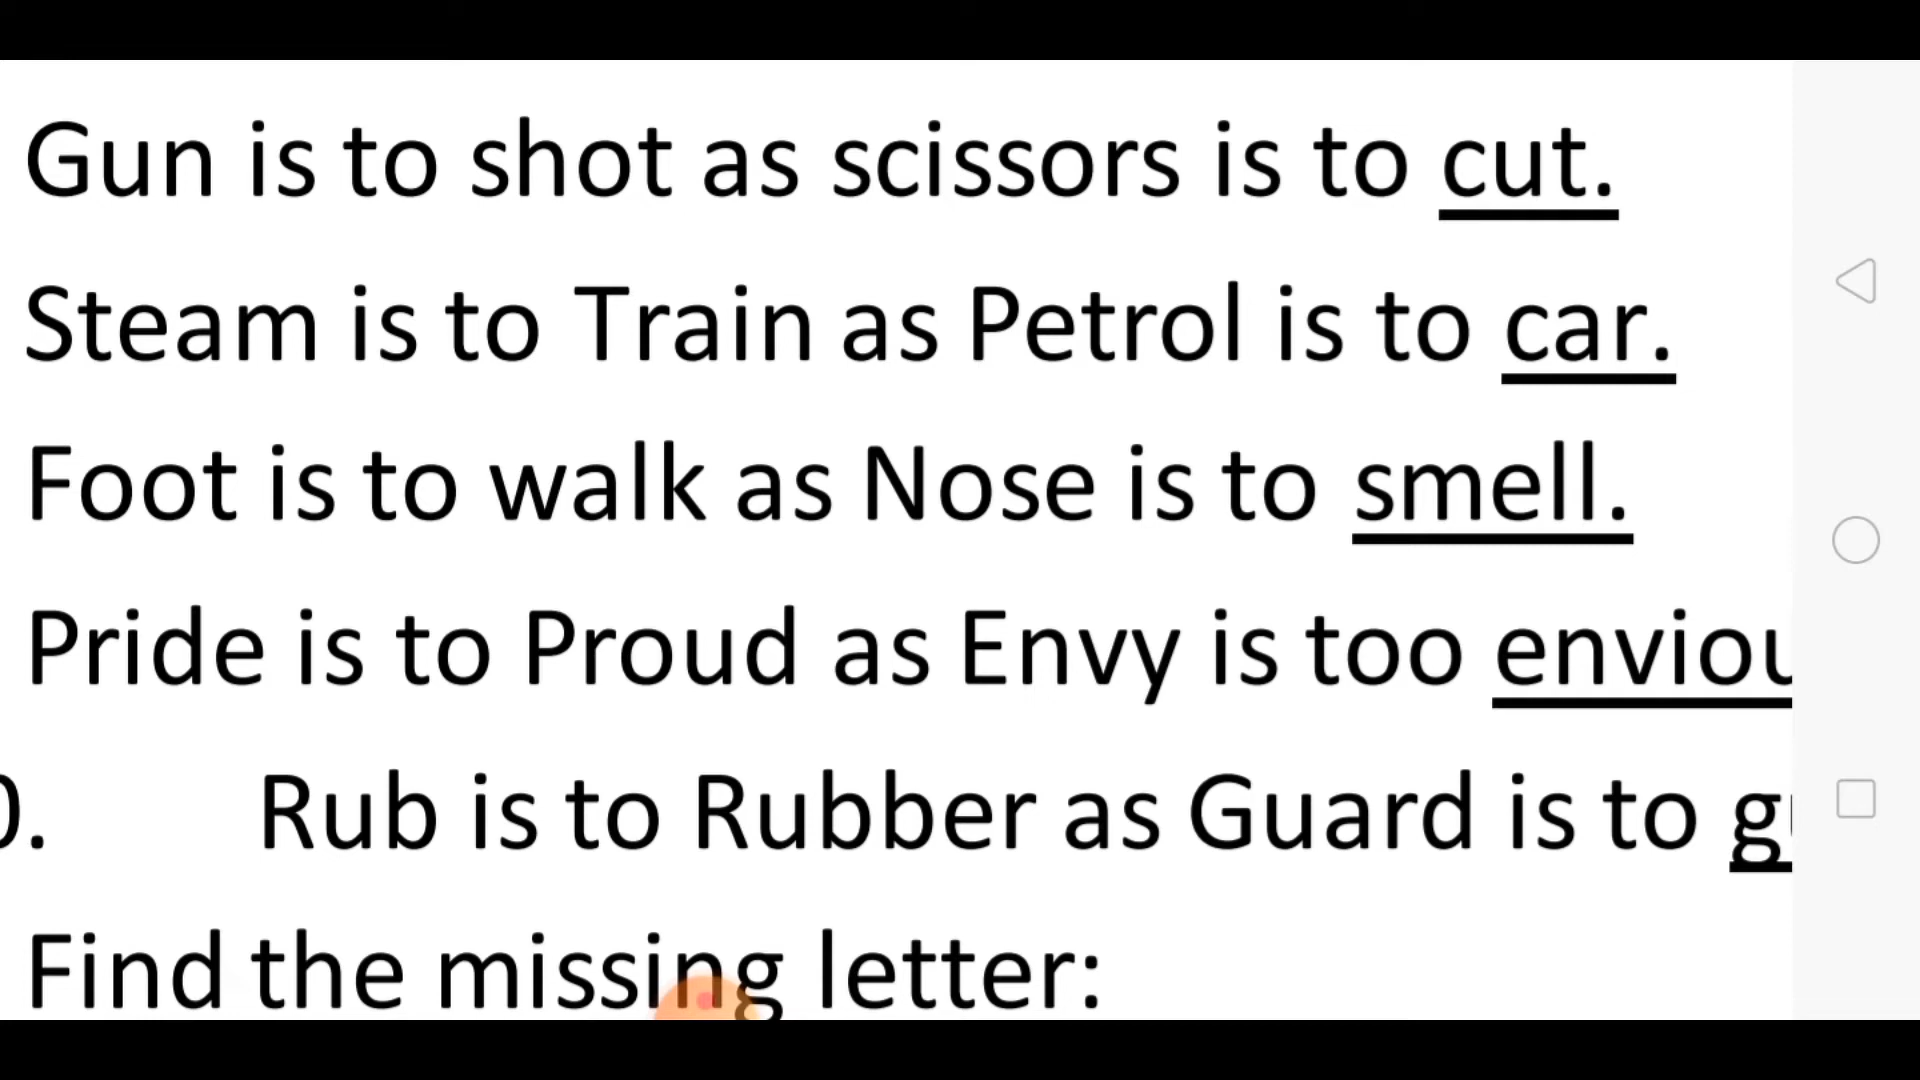 Gun is to shot as scissors is to cut.
Steam is to Train as Petrol is to car.
Foot is to walk as Nose is to smell.
Pride is to Proud as Envy is too
Rub is to Rubber as Guard is to
Find the missing letter: